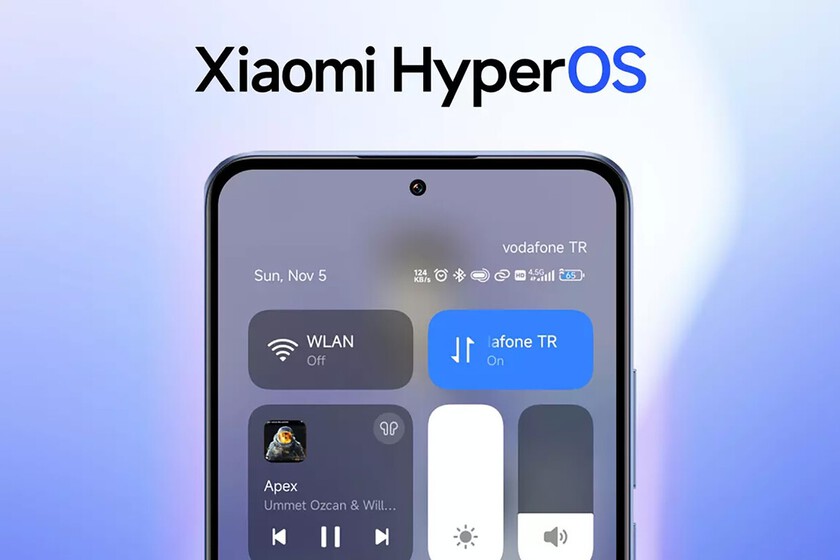 Xiaomi HyperOS
vodafone TR
Sun, Nov 5
124 KB/s HD 4.5G 65
WLAN
Off
lafone TR
On
Apex
Ummet Ozcan & Will...